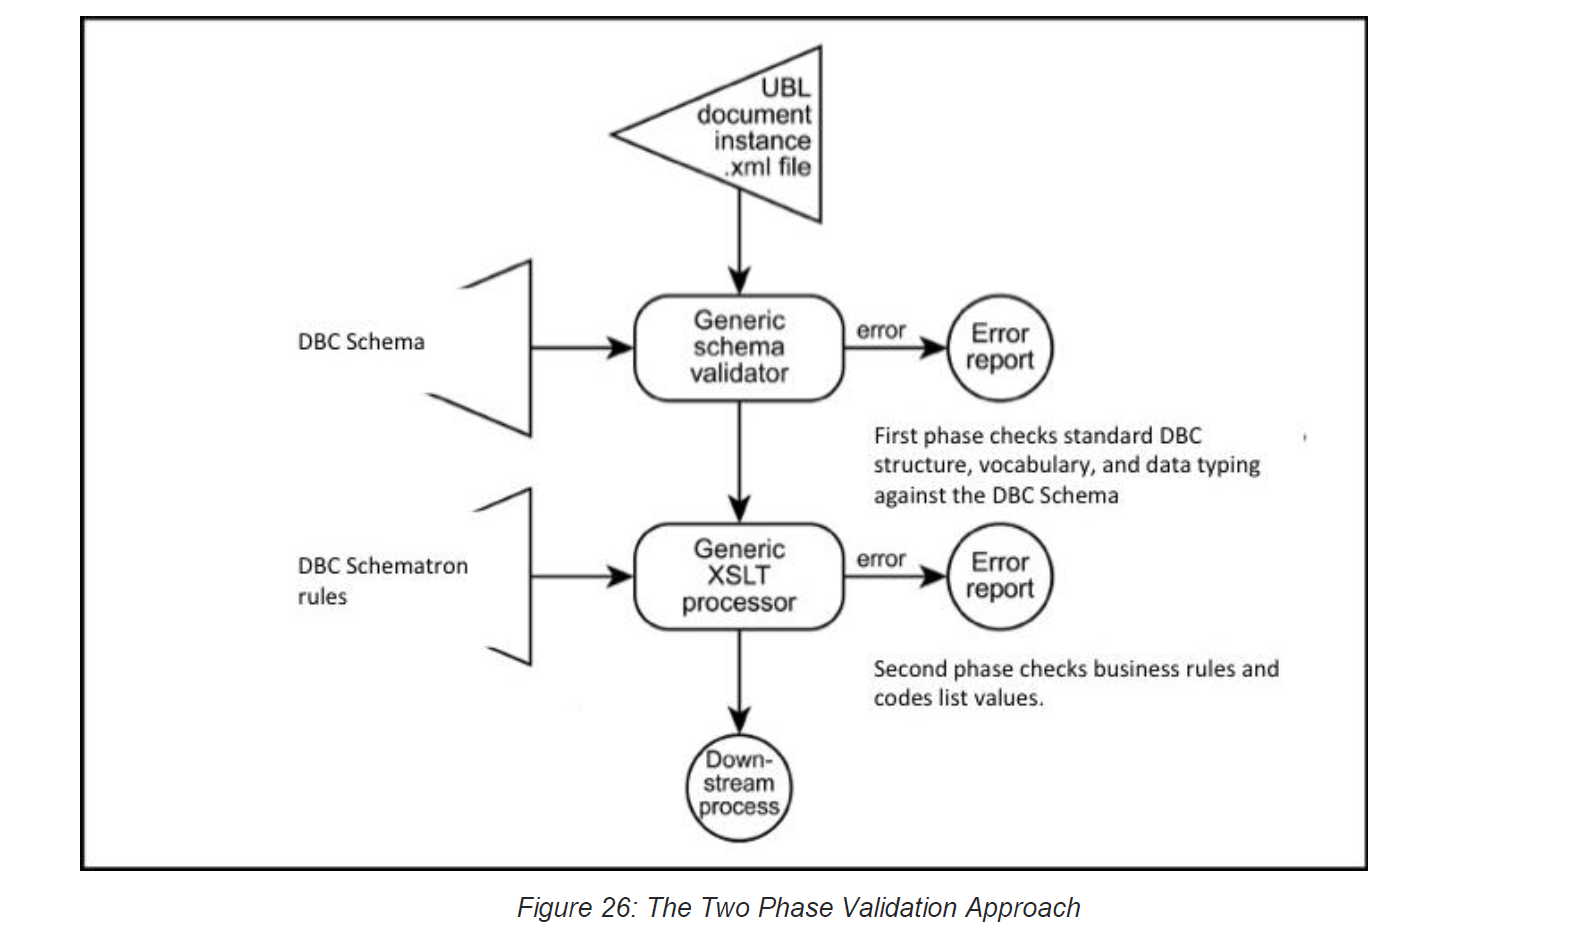 UBL
document
instance
.xml file
DBC Schema
Generic
schema
validator
error
Error
report
First phase checks standard DBC
structure, vocabulary, and data typing
against the DBC Schema
DBC Schematron
rules
Generic
XSLT
processor
error
Error
report
Second phase checks business rules and
codes list values.
Down-
stream
process
Figure 26: The Two Phase Validation Approach